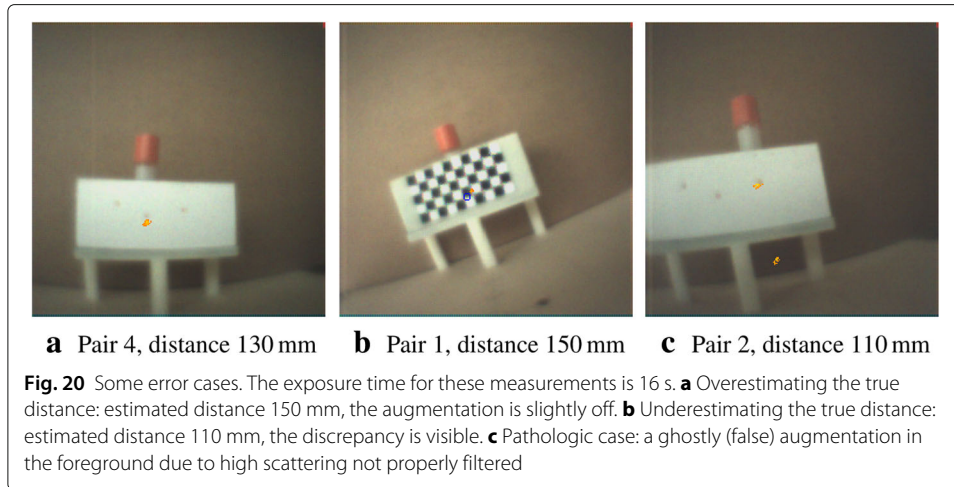 a Pair 4, distance 130 mm b Pair 1, distance 150 mm c Pair 2, distance 110 mm
Fig. 20 Some error cases. The exposure time for these measurements is 16 s. a Overestimating the true
distance: estimated distance 150 mm, the augmentation is slightly off. b Underestimating the true distance:
estimated distance 110 mm, the discrepancy is visible. c Pathologic case: a ghostly (false) augmentation in
the foreground due to high scattering not properly filtered